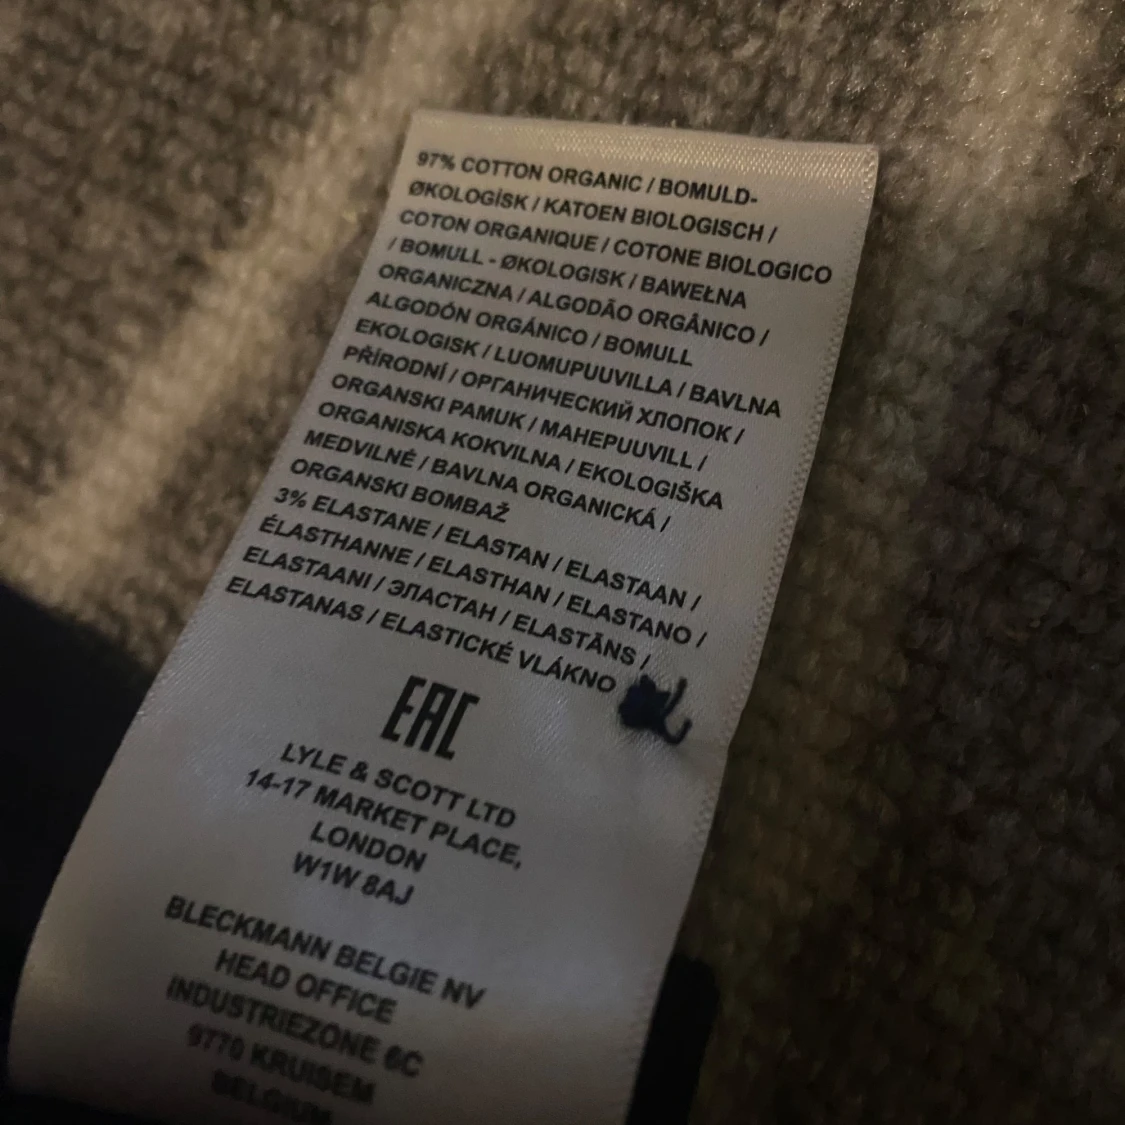 97% COTTON ORGANIC / BOMULD-
ØKOLOGİSK / KATOEN BIOLOGISCH /
COTON ORGANIQUE / COTONE BIOLOGICO
/ BOMULL - ØKOLOGISK / BAWEŁNA
ORGANICZNA / ALGODÃO ORGÂNICO /
ALGODÓN ORGÁNICO / BOMULL
EKOLOGISK / LUOMUPUUVILLA / BAVLNA
PŘÍRODNÍ / ОРГАНИЧЕСКИЙ ХЛОПОК /
ORGANSKI PAMUK / MAHEPUUVILL /
ORGANISKA KOKVILNA / EKOLOGIŠKA
MEDVILNĖ / BAVLNA ORGANICKÁ /
ORGANSKI BOMBAŽ
3% ELASTANE / ELASTAN / ELASTAAN /
ÉLASTHANNE / ELASTHAN / ELASTANO /
ELASTAANI / ЭЛАСТАН / ELASTĀNS /
ELASTANAS / ELASTICKÉ VLÁKNO
EAC
LYLE & SCOTT LTD
14-17 MARKET PLACE,
LONDON
W1W 8AJ
BLECKMANN BELGIE NV
HEAD OFFICE
INDUSTRIEZONE 6C
9770 KRUISEM
BELGIUM